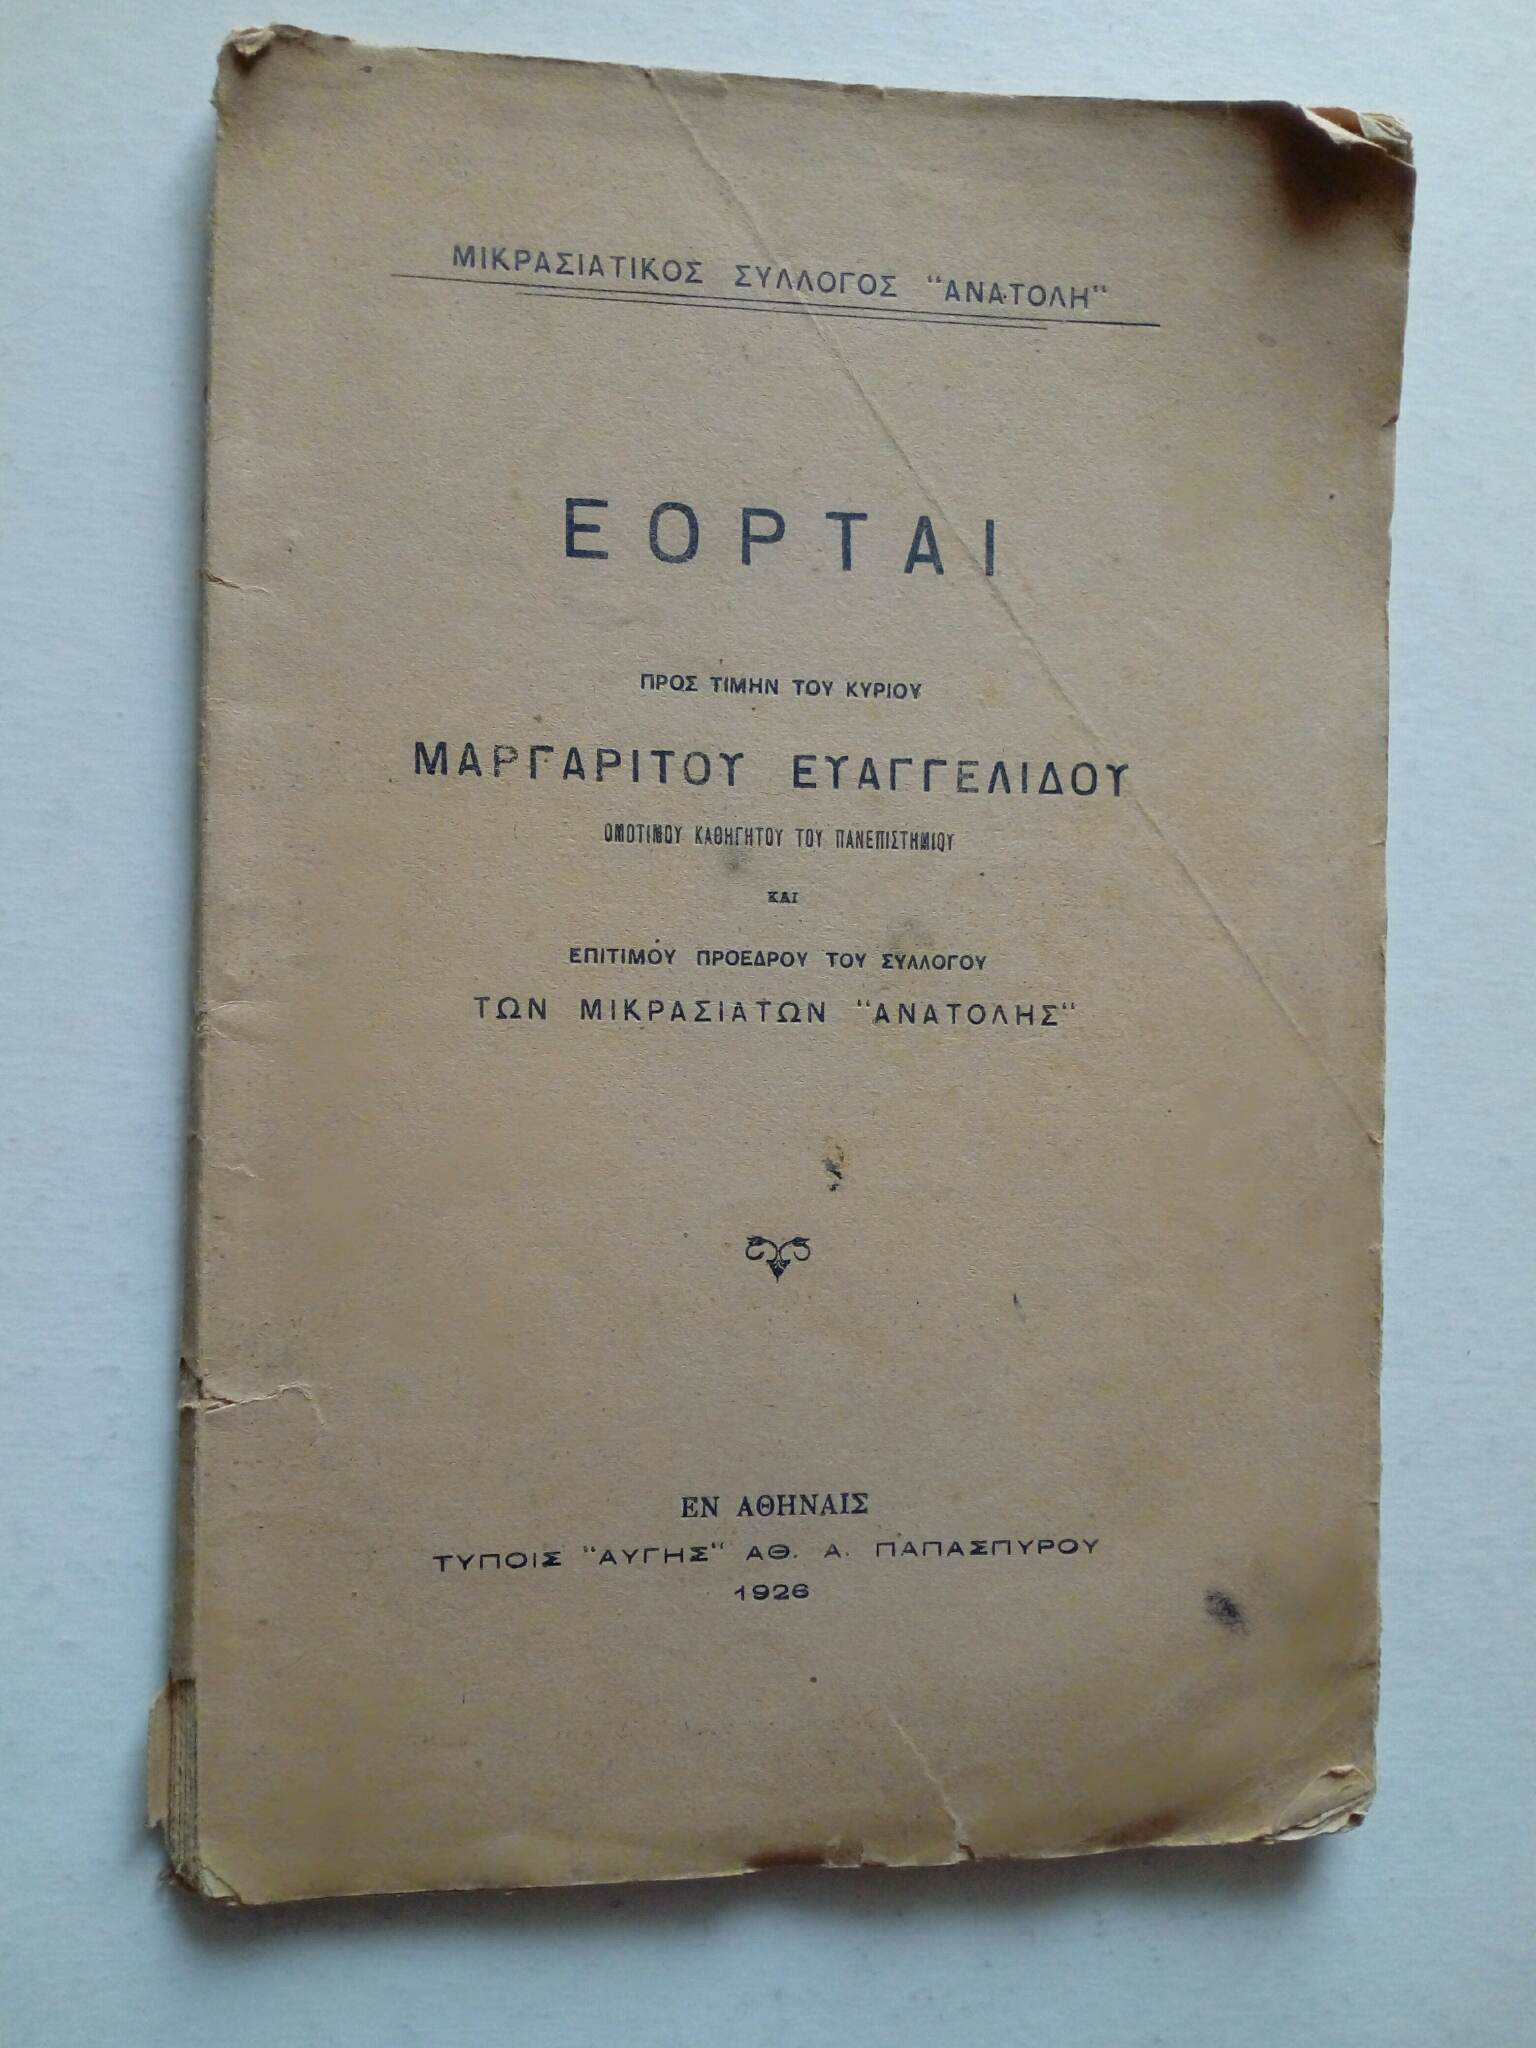 ΜΙΚΡΑΣΙΑΤΙΚΟΣ ΣΥΛΛΟΓΟΣ "ΑΝΑΤΟΛΗ"
ΕΟΡΤΑΙ
ΠΡΟΣ ΤΙΜΗΝ ΤΟΥ ΚΥΡΙΟΥ
ΜΑΡΓΑΡΙΤΟΥ ΕΥΑΓΓΕΛΙΔΟΥ
ΟΜΟΤΙΜΟΥ ΚΑΘΗΓΗΤΟΥ ΤΟΥ ΠΑΝΕΠΙΣΤΗΜΙΟΥ
ΚΑΙ
ΕΠΙΤΙΜΟΥ ΠΡΟΕΔΡΟΥ ΤΟΥ ΣΥΛΛΟΓΟΥ
ΤΩΝ ΜΙΚΡΑΣΙΑΤΩΝ "ΑΝΑΤΟΛΗΣ"
ΕΝ ΑΘΗΝΑΙΣ
ΤΥΠΟΙΣ "ΑΥΓΗΣ" ΑΘ. Α. ΠΑΠΑΣΠΥΡΟΥ
1926